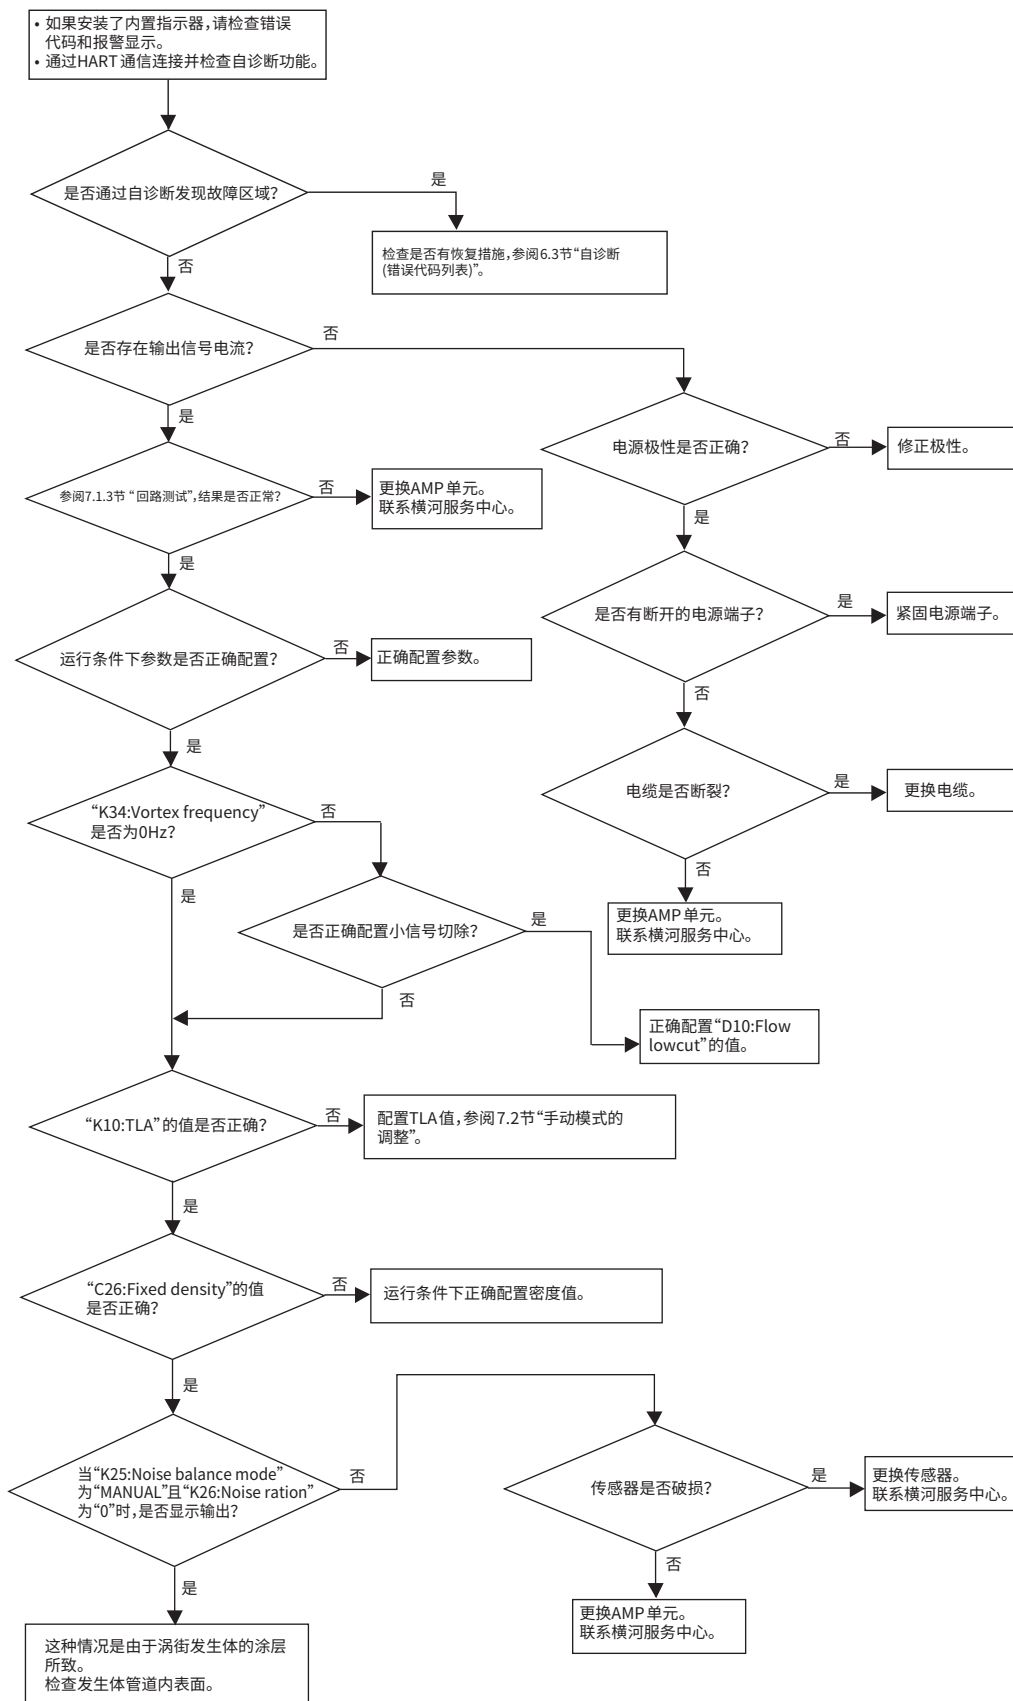 • 如果安装了内置指示器,请检查错误
代码和报警显示。
• 通过HART 通信连接并检查自诊断功能。
是否通过自诊断发现故障区域?
是
检查是否有恢复措施,参阅6.3节“自诊断
(错误代码列表)”。
否
是否存在输出信号电流?
否
是
电源极性是否正确?
否
修正极性。
参阅7.1.3节 “回路测试”,结果是否正常?
否
更换AMP 单元。
联系横河服务中心。
是
是
是否有断开的电源端子?
是
紧固电源端子。
运行条件下参数是否正确配置?
否
正确配置参数。
否
是
电缆是否断裂?
是
更换电缆。
“K34:Vortex frequency”
是否为0Hz?
否
否
更换AMP 单元。
联系横河服务中心。
是
是否正确配置小信号切除?
是
否
正确配置“D10:Flow
lowcut”的值。
“K10:TLA” 的值是否正确?
否
配置TLA 值,参阅 7.2节“手动模式的
调整”。
是
“C26:Fixed density”的值
是否正确?
否
运行条件下正确配置密度值。
是
当“K25:Noise balance mode”
为“MANUAL”且“K26:Noise ration”
为“0”时,是否显示输出?
否
传感器是否破损?
是
更换传感器。
联系横河服务中心。
否
更换AMP 单元。
联系横河服务中心。
是
这种情况是由于涡街发生体的涂层
所致。
检查发生体管道内表面。